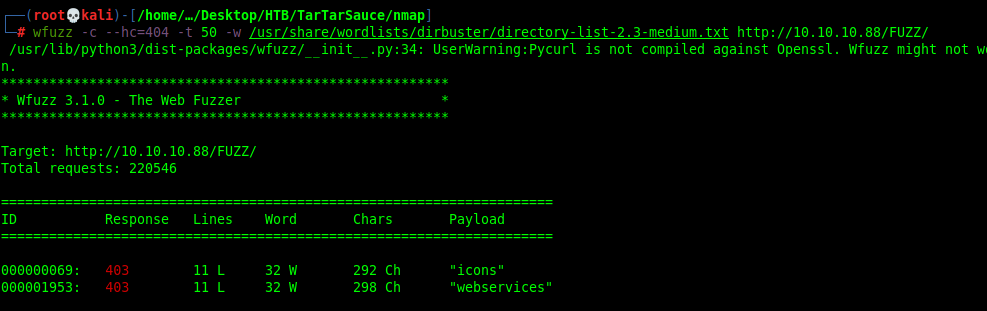 ┌──(root💀kali)-[/home/…/Desktop/HTB/TarTarSauce/nmap]
└─# wfuzz -c --hc=404 -t 50 -w /usr/share/wordlists/dirbuster/directory-list-2.3-medium.txt http://10.10.10.88/FUZZ/
/usr/lib/python3/dist-packages/wfuzz/__init__.py:34: UserWarning:Pycurl is not compiled against Openssl. Wfuzz might not wo
n.
********************************************************
* Wfuzz 3.1.0 - The Web Fuzzer                         *
********************************************************
Target: http://10.10.10.88/FUZZ/
Total requests: 220546
=====================================================================
ID           Response   Lines    Word       Chars       Payload
=====================================================================
000000069:   403        11 L     32 W       292 Ch      "icons"
000001953:   403        11 L     32 W       298 Ch      "webservices"